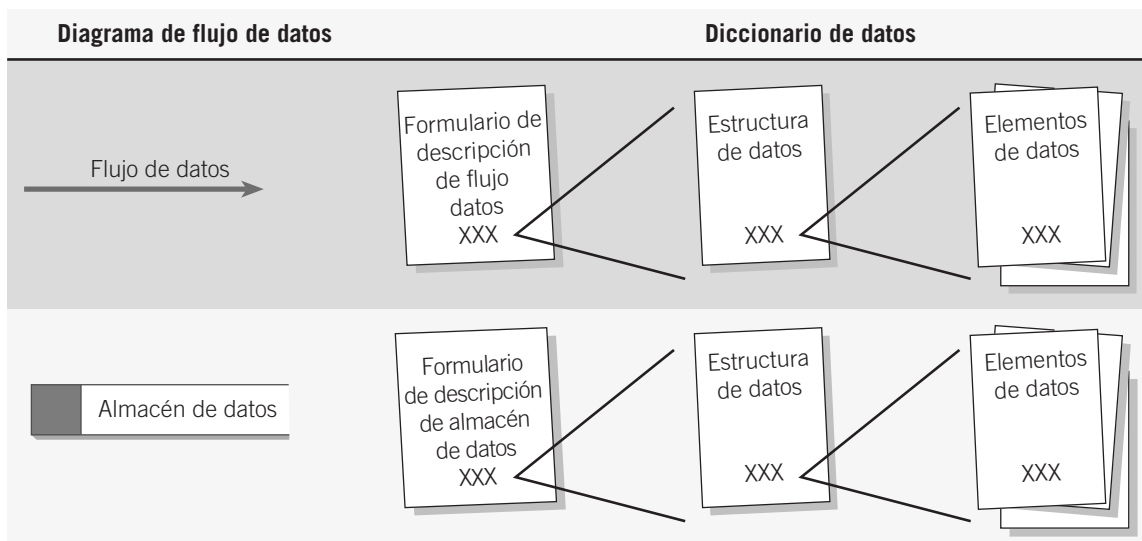 Diagrama de flujo de datos
Diccionario de datos
Flujo de datos
Formulario de
descripción
de flujo
datos
XXX
Estructura
de datos
XXX
Elementos
de datos
XXX
Almacén de datos
Formulario
de descripción
de almacén
de datos
XXX
Estructura
de datos
XXX
Elementos
de datos
XXX